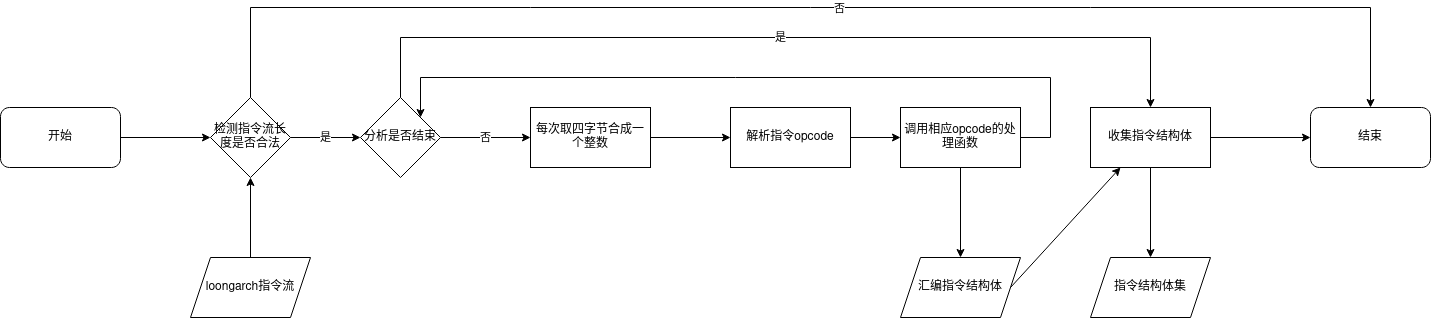 否
是
开始
检测指令流长
度是否合法
是
分析是否结束
否
每次取四字节合成一
个整数
解析指令opcode
调用相应opcode的处
理函数
收集指令结构体
结束
loongarch指令流
汇编指令结构体
指令结构体集